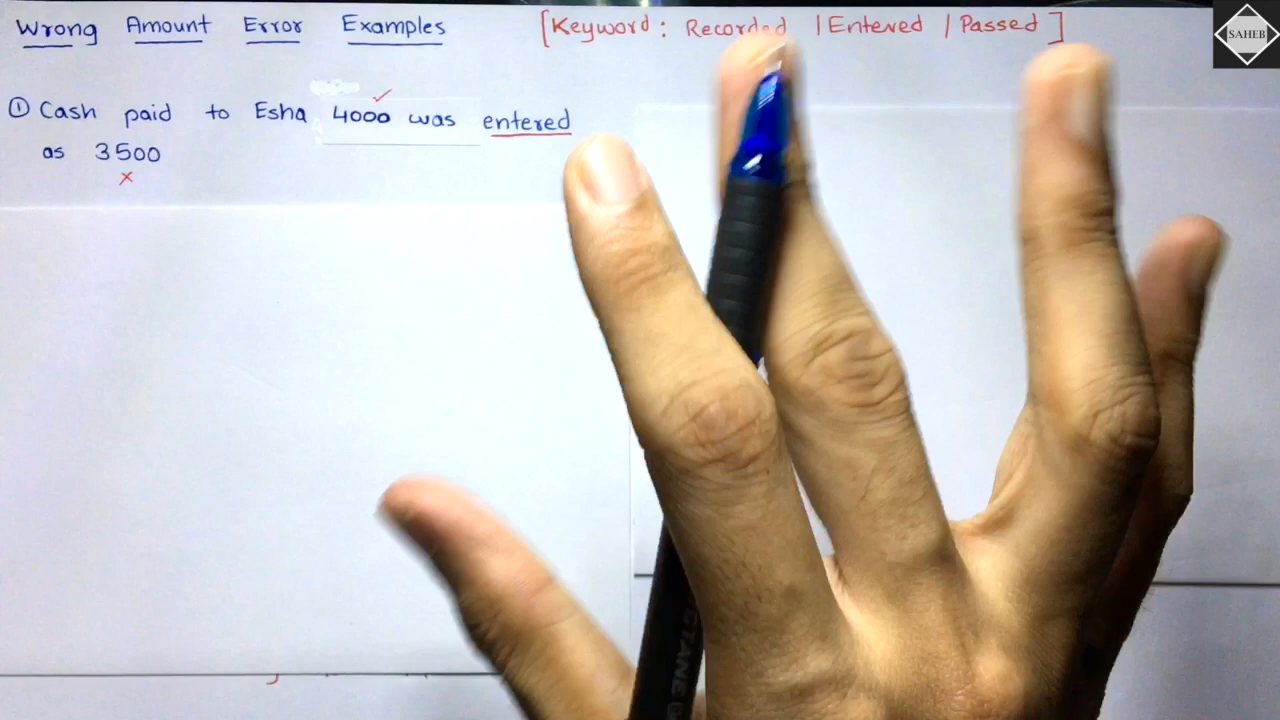 Wrong Amount Error Examples [Keyword: Recorded | Entered | Passed]
SAHEB
① Cash paid to Esha 4000 ✓ was entered
as 3500
×